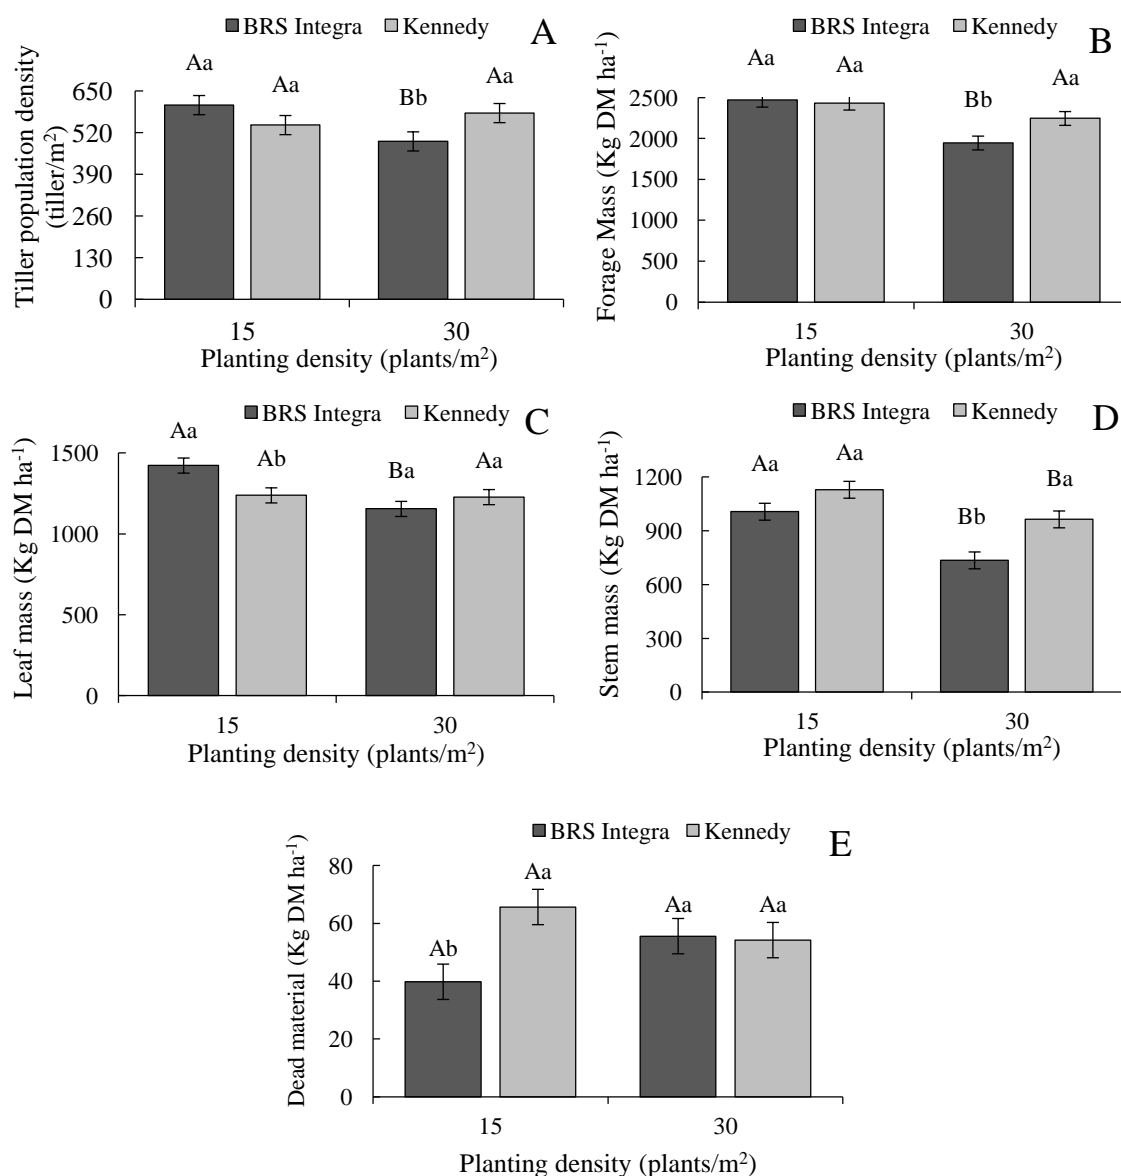 BRS Integra Kennedy
A
Tiller population density
(tiller/m²)
650
520
390
260
130
0
Aa
Aa
Bb
Aa
15
30
Planting density (plants/m²)
BRS Integra Kennedy
B
Forage Mass (Kg DM ha⁻¹)
2500
2000
1500
1000
500
0
Aa
Aa
Bb
Aa
15
30
Planting density (plants/m²)
BRS Integra Kennedy
C
Leaf mass (Kg DM ha⁻¹)
1500
1000
500
0
Aa
Ab
Ba
Aa
15
30
Planting density (plants/m²)
BRS Integra Kennedy
D
Stem mass (Kg DM ha⁻¹)
1200
900
600
300
0
Aa
Aa
Bb
Ba
15
30
Planting density (plants/m²)
BRS Integra Kennedy
E
Dead material (Kg DM ha⁻¹)
80
60
40
20
0
Ab
Aa
Aa
Aa
15
30
Planting density (plants/m²)